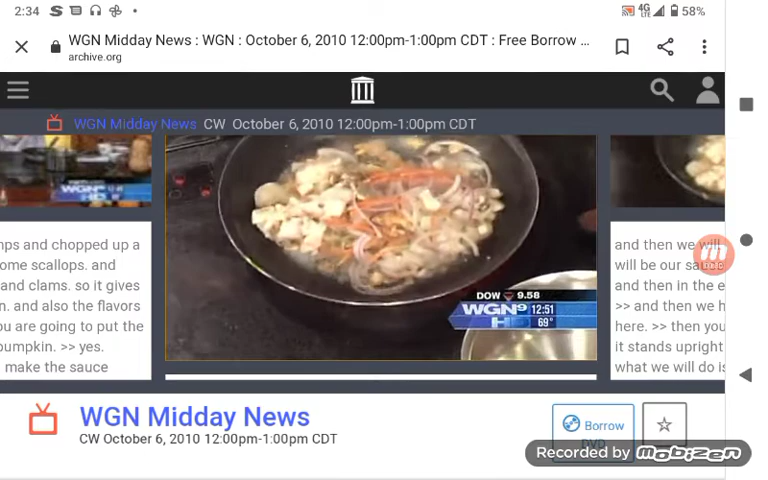 2:34
4G
LTE
58%
WGN Midday News : WGN : October 6, 2010 12:00pm-1:00pm CDT : Free Borrow ...
archive.org
WGN Midday News CW October 6, 2010 12:00pm-1:00pm CDT
DOW 9.58
WGN9 12:51
HD 69°
mps and chopped up a
ome scallops. and
and clams. so it gives
n. and also the flavors
ou are going to put the
pumpkin. >> yes.
make the sauce
and then we will
will be our sa
and then in the e
>> and then we h
here. >> then you
it stands upright
what we will do is
WGN Midday News
CW October 6, 2010 12:00pm-1:00pm CDT
Borrow
Recorded by mobizen